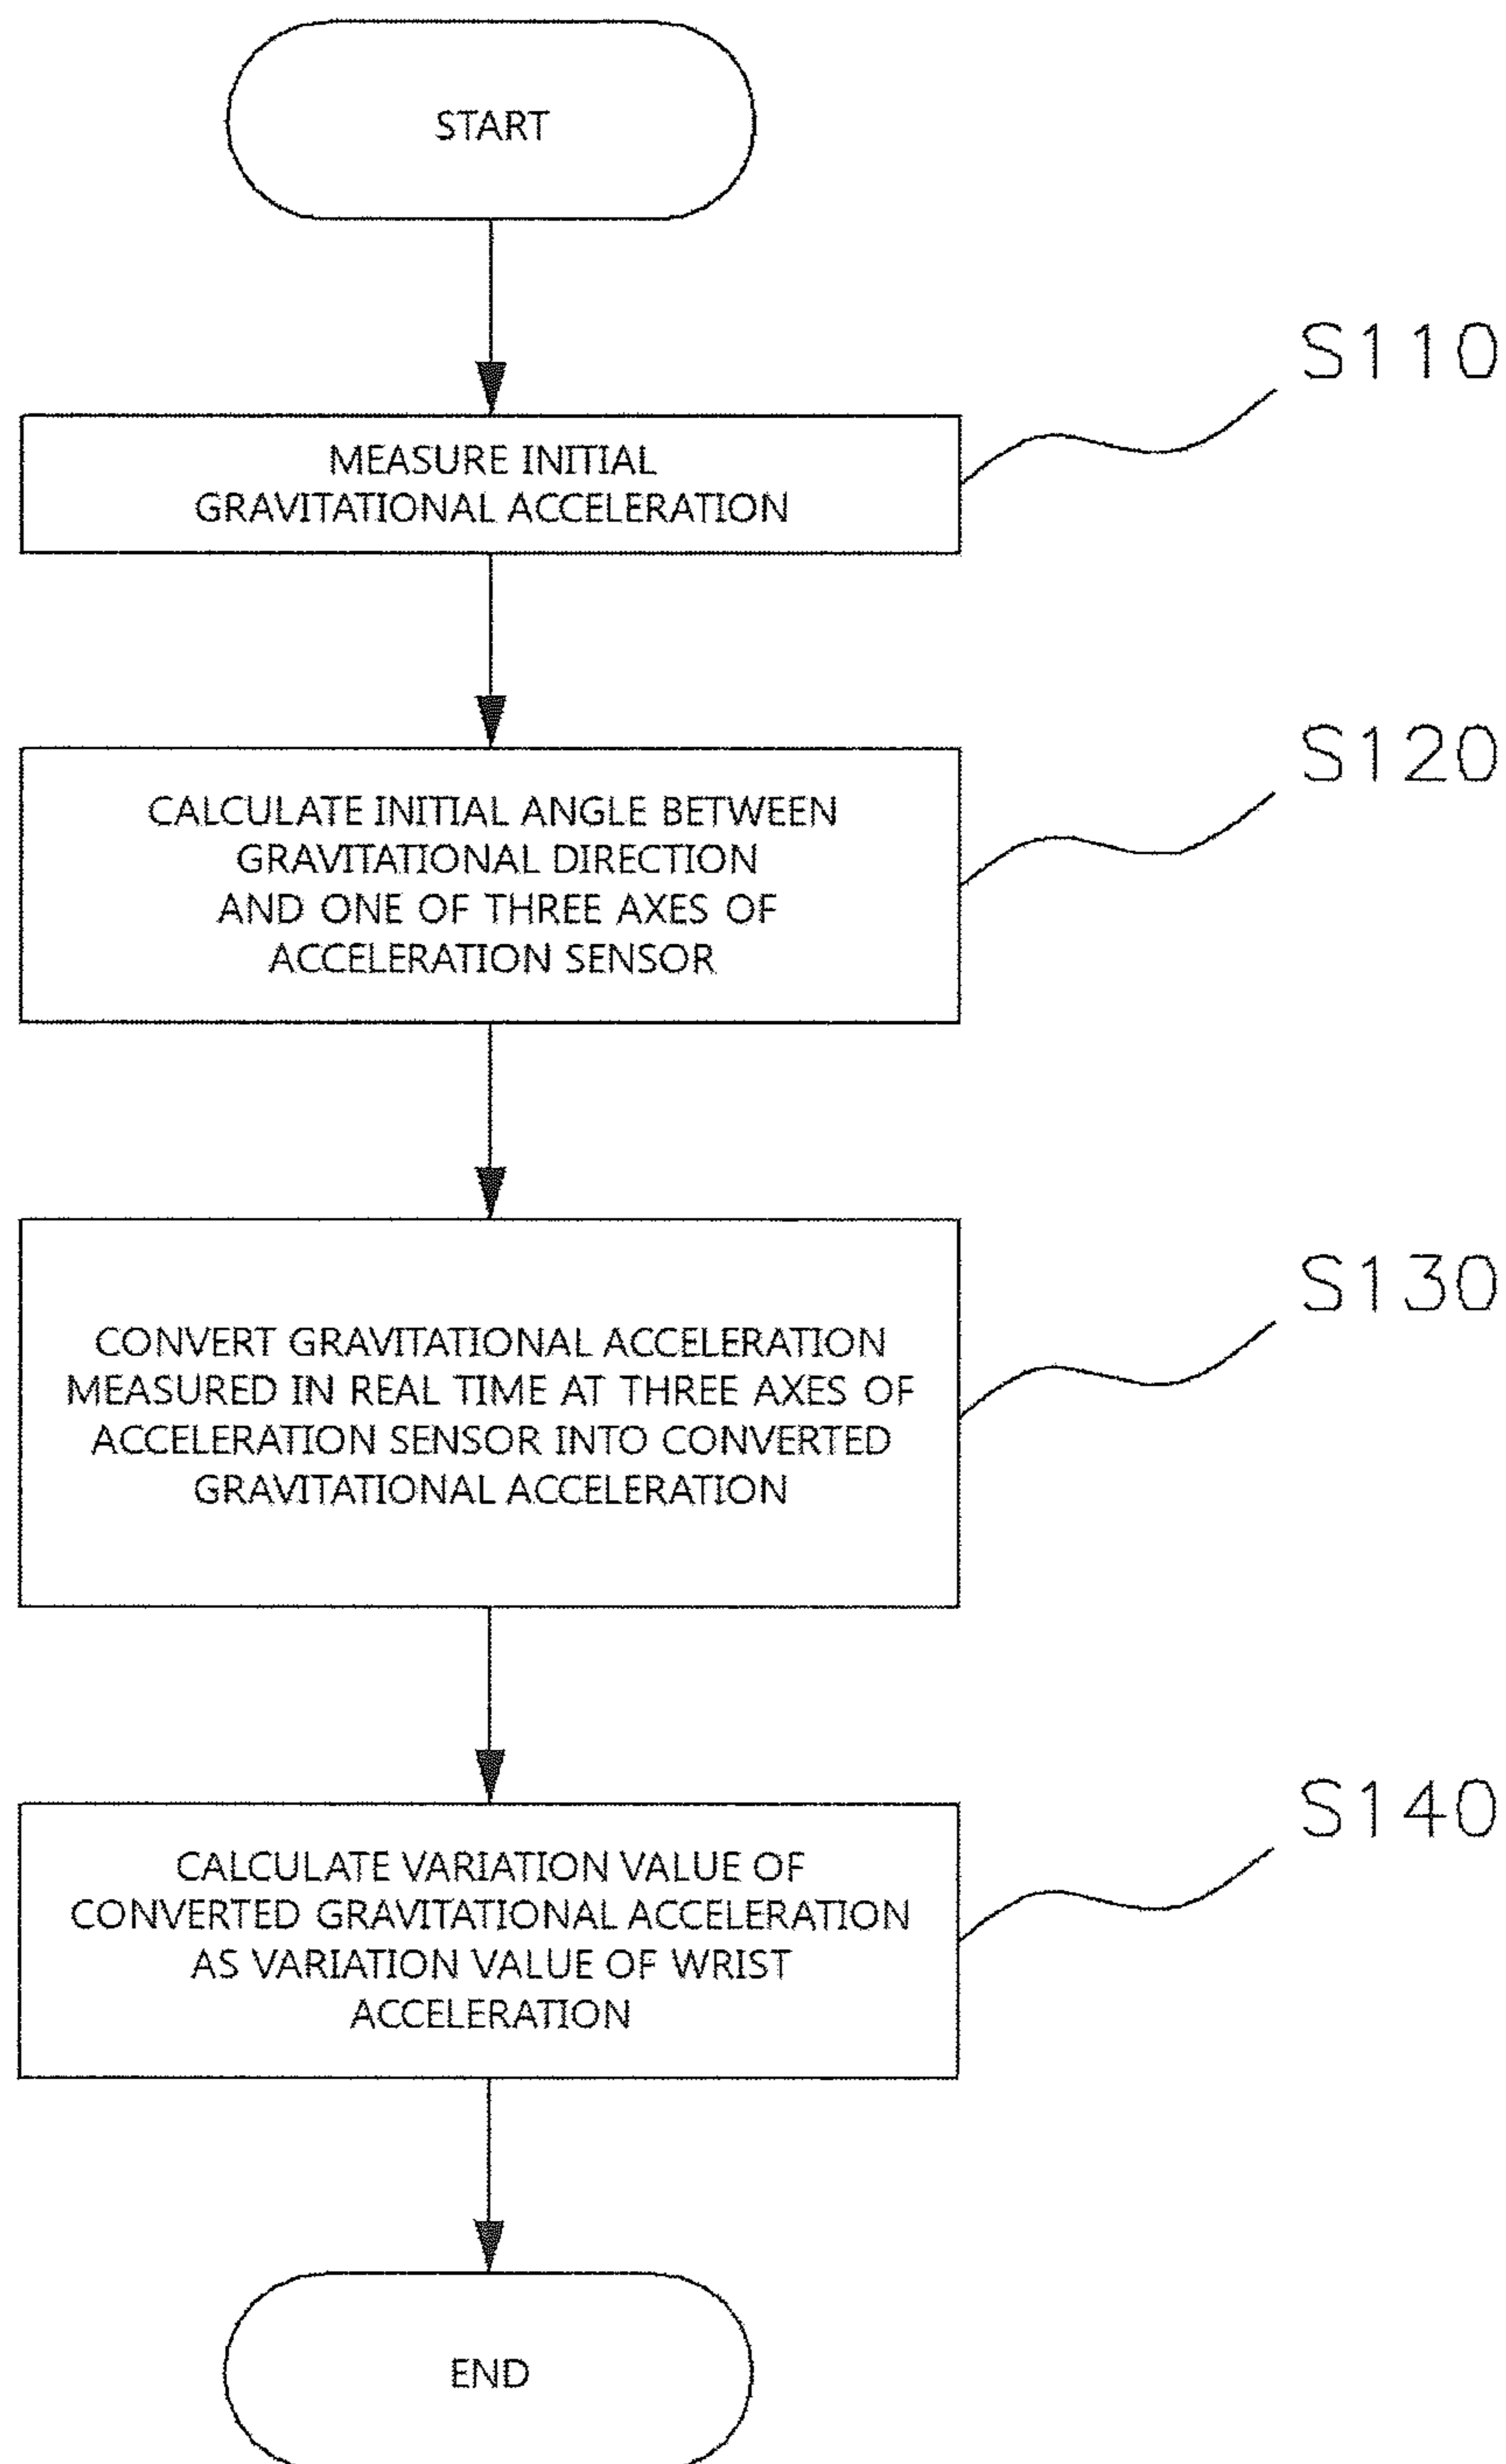 START
S110
MEASURE INITIAL
GRAVITATIONAL ACCELERATION
S120
CALCULATE INITIAL ANGLE BETWEEN
GRAVITATIONAL DIRECTION
AND ONE OF THREE AXES OF
ACCELERATION SENSOR
S130
CONVERT GRAVITATIONAL ACCELERATION
MEASURED IN REAL TIME AT THREE AXES OF
ACCELERATION SENSOR INTO CONVERTED
GRAVITATIONAL ACCELERATION
S140
CALCULATE VARIATION VALUE OF
CONVERTED GRAVITATIONAL ACCELERATION
AS VARIATION VALUE OF WRIST
ACCELERATION
END